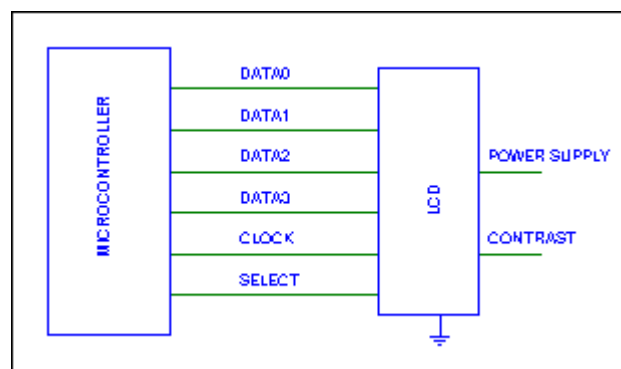 MICROCONTROLLER
DATA0
DATA1
DATA2
DATA3
CLOCK
SELECT
LCD
POWER SUPPLY
CONTRAST